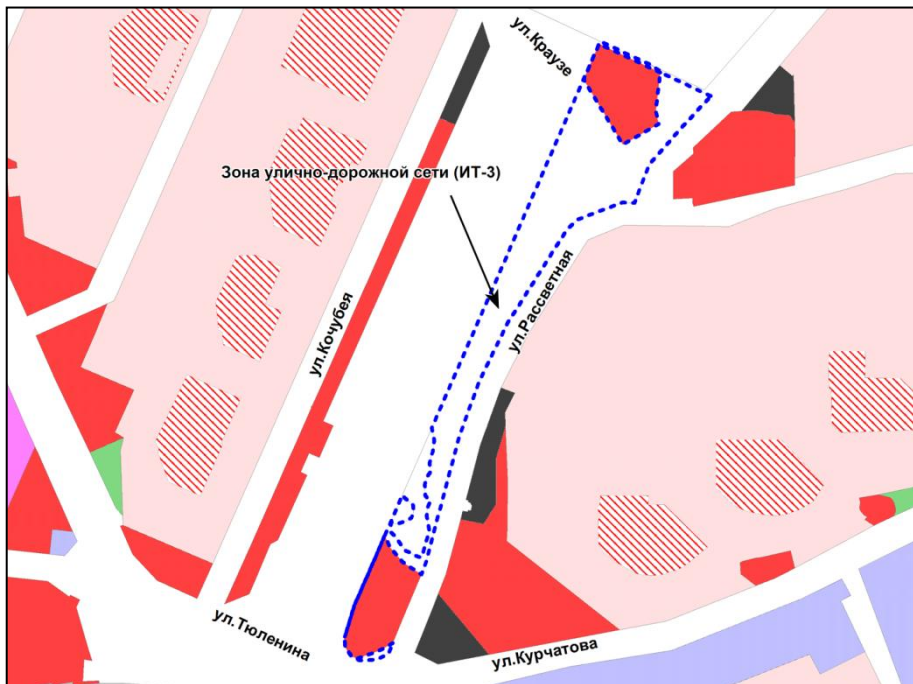 ул.Краузе
Зона улично-дорожной сети (ИТ-3)
ул.Рассветная
ул.Кочубея
ул.Тюленина
ул.Курчатова